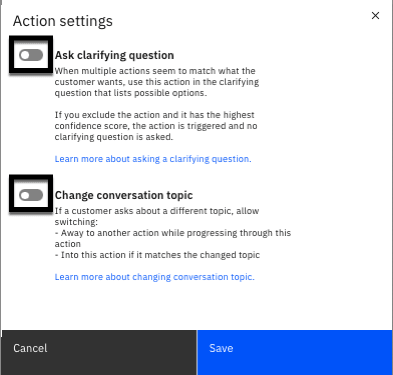 Action settings
Ask clarifying question
When multiple actions seem to match what the
customer wants, use this action in the clarifying
question that lists possible options.
If you exclude the action and it has the highest
confidence score, the action is triggered and no
clarifying question is asked.
Learn more about asking a clarifying question.
Change conversation topic
If a customer asks about a different topic, allow
switching:
- Away to another action while progressing through this
action
- Into this action if it matches the changed topic
Learn more about changing conversation topic.
Cancel
Save